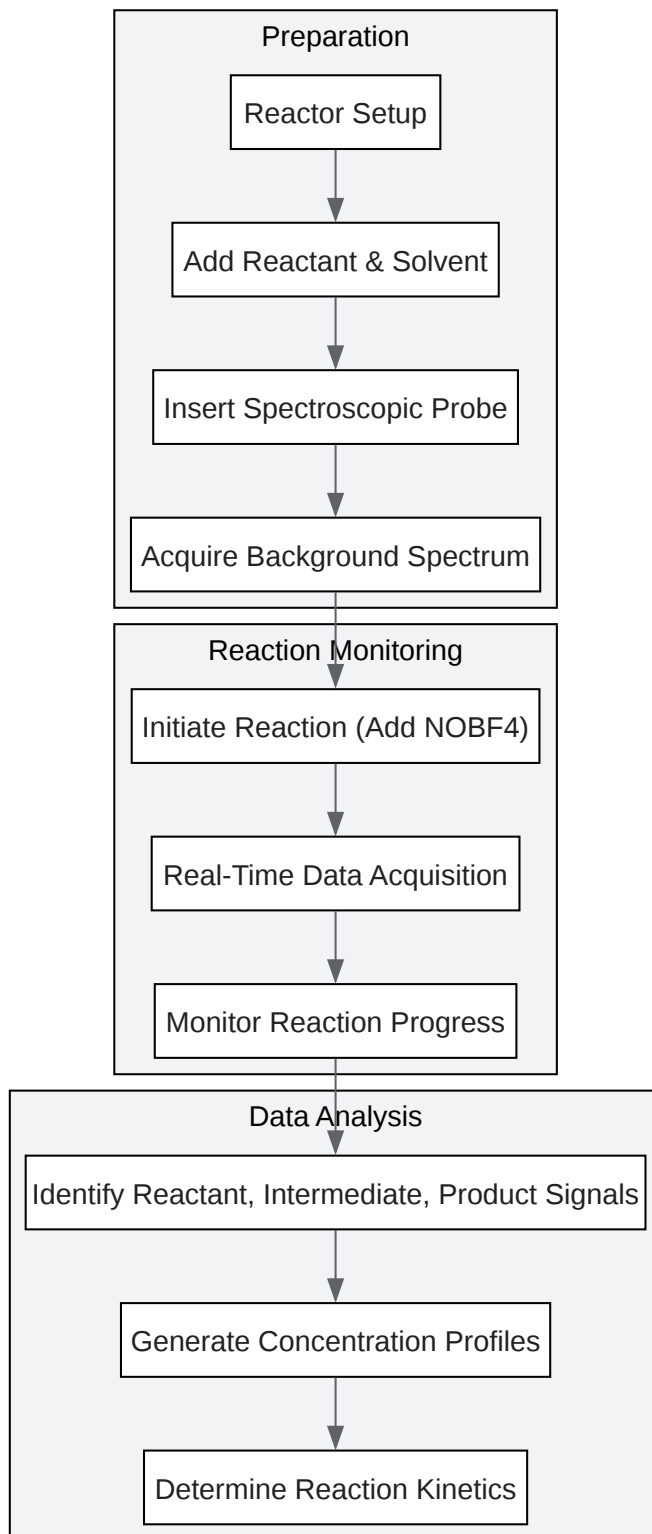 Preparation
Reactor Setup
Add Reactant & Solvent
Insert Spectroscopic Probe
Acquire Background Spectrum
Reaction Monitoring
Initiate Reaction (Add NOBF4)
Real-Time Data Acquisition
Monitor Reaction Progress
Data Analysis
Identify Reactant, Intermediate, Product Signals
Generate Concentration Profiles
Determine Reaction Kinetics